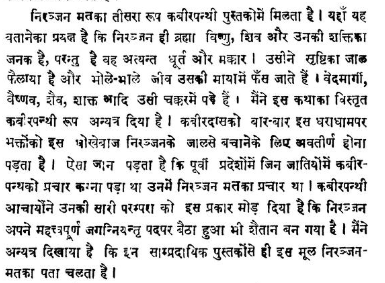 निरञ्जन मतका तीसरा रूप कबीरपन्थी पुस्तकोंमें मिलता है। यहाँ यह
बतानेका प्रयत्न है कि निरञ्जन ही ब्रह्मा विष्णु, शिव और उनकी शक्तिका
जनक है, परन्तु है वह अत्यन्त धूर्त और मक्कार। उसीने सृष्टिका जाल
फैलाया है और भोले-भाले जीव उसकी मायामें फँस जाते हैं। वेदमार्गी,
वैष्णव, शैव, शाक्त आदि उसी चक्करमें पड़े हैं। मैंने इस कथाका विस्तृत
कबीरपन्थी रूप अन्यत्र दिया है। कबीरदासको बार-बार इस धराधामपर
भक्तोंको इस धोखेबाज निरञ्जनके जालसे बचानेके लिए अवतीर्ण होना
पड़ता है। ऐसा जान पड़ता है कि पूर्वी प्रदेशोंमें जिन जातियोंमें कबीर-
पन्थको प्रचार करना पड़ा था उनमें निरञ्जन मतका प्रचार था। कबीरपन्थी
आचार्योंने उनकी सारी परम्परा को इस प्रकार मोड़ दिया है कि निरञ्जन
अपने महत्त्वपूर्ण जगन्नियन्तृ पदपर बैठा हुआ भी शैतान बन गया है। मैंने
अन्यत्र दिखाया है कि इन साम्प्रदायिक पुस्तकोंसे ही इस मूल निरञ्जन-
मतका पता चलता है।